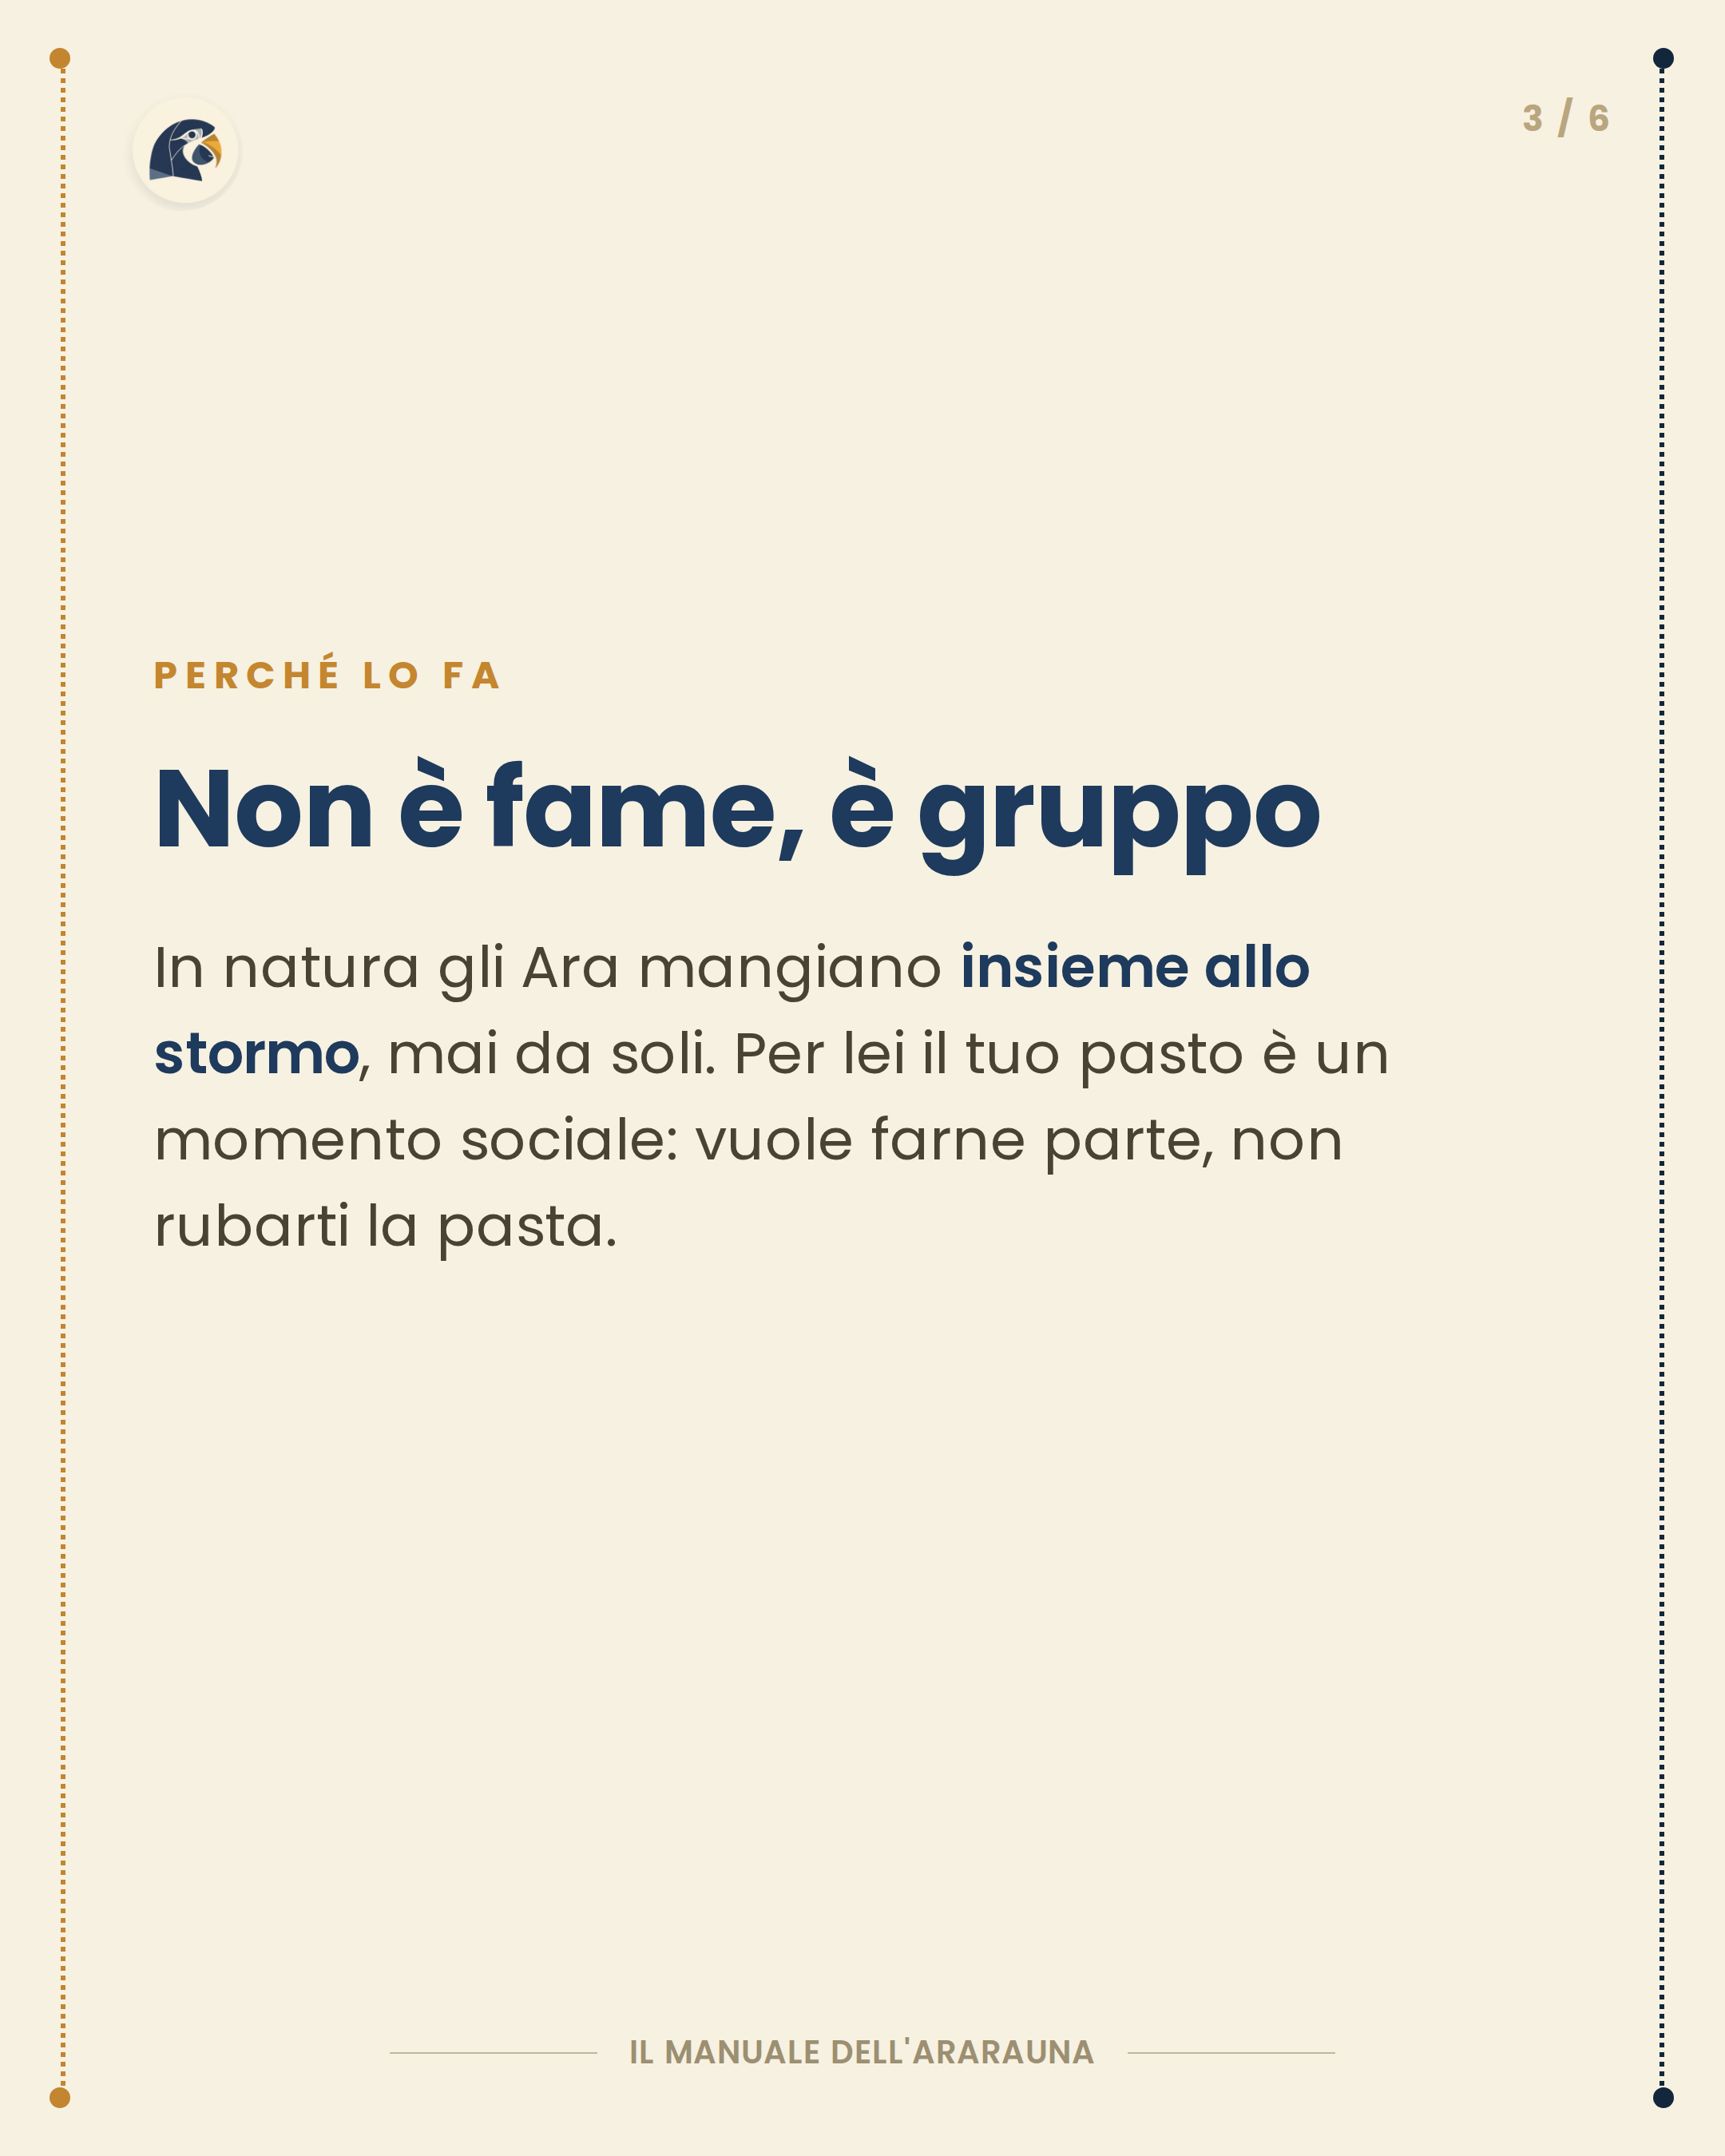 3 / 6
PERCHÉ LO FA
Non è fame, è gruppo
In natura gli Ara mangiano insieme allo
stormo, mai da soli. Per lei il tuo pasto è un
momento sociale: vuole farne parte, non
rubarti la pasta.
IL MANUALE DELL'ARARAUNA